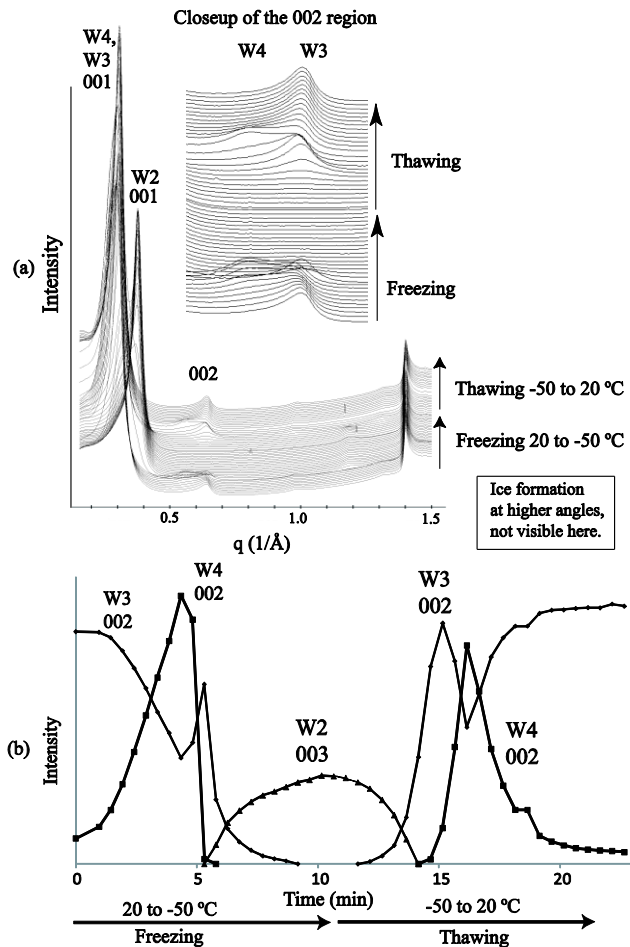 Closeup of the 002 region
(a)
W4,
W3
001
W4
W3
W2
001
Thawing
Freezing
Intensity
002
Thawing -50 to 20 ºC
Freezing 20 to -50 ºC
Ice formation
at higher angles,
not visible here.
0.5
1.0
1.5
q (1/Å)
W3
002
W4
002
W3
002
W2
003
W4
002
(b)
Intensity
0
5
10
15
20
Time (min)
20 to -50 ºC
-50 to 20 ºC
Freezing
Thawing